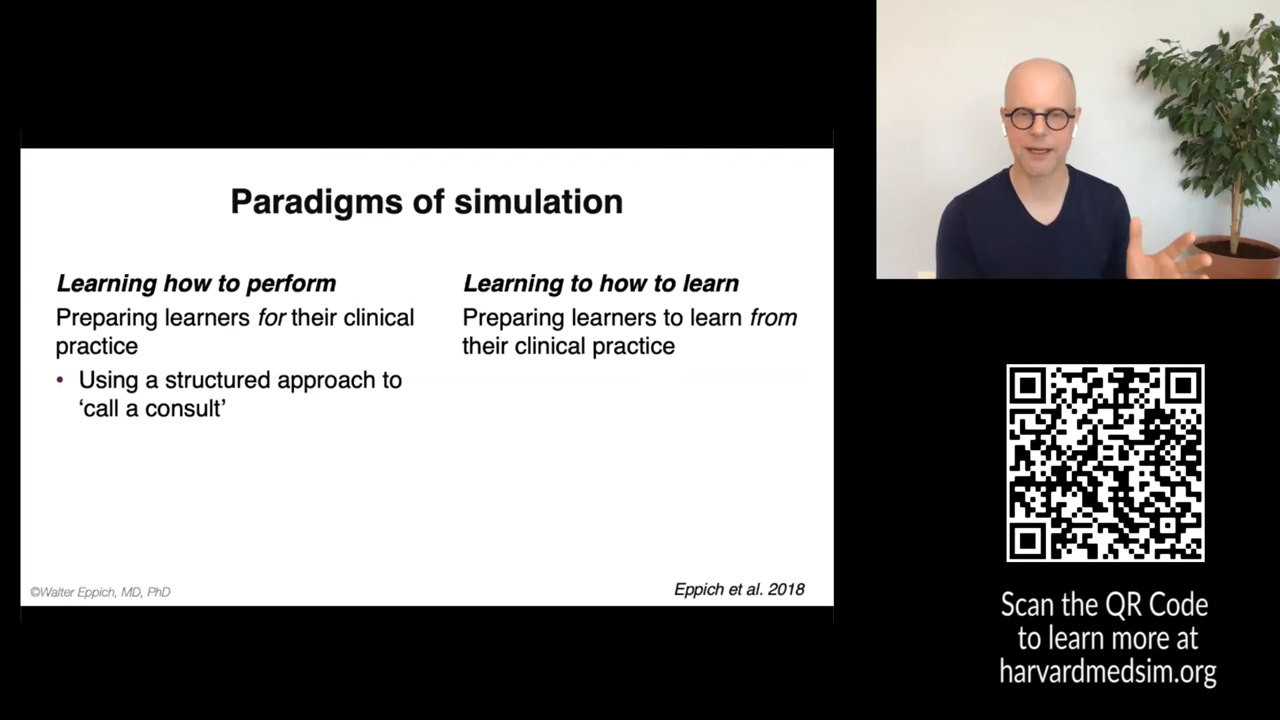 Paradigms of simulation
Learning how to perform
Preparing learners for their clinical
practice
• Using a structured approach to
‘call a consult’
Learning to how to learn
Preparing learners to learn from
their clinical practice
©Walter Eppich, MD, PhD
Eppich et al. 2018
Scan the QR Code
to learn more at
harvardmedsim.org